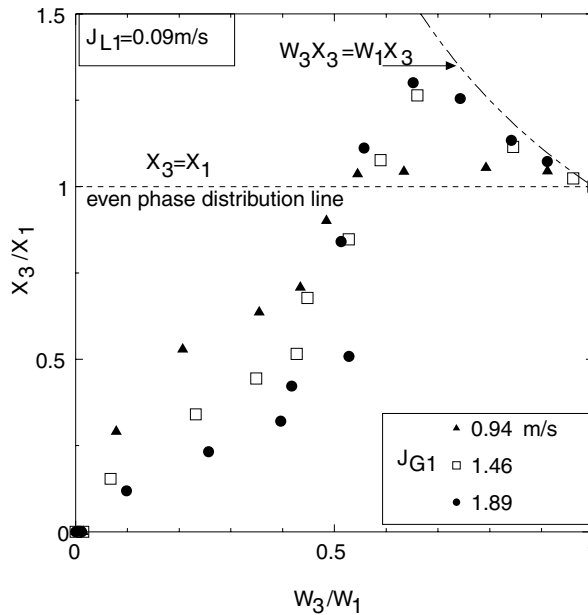 1.5
J_L1=0.09m/s
W_3X_3=W_1X_3
X_3=X_1
1
even phase distribution line
X_3/X_1
0.5
0.94 m/s
J_G1 1.46
1.89
0
0 0.5
W_3/W_1